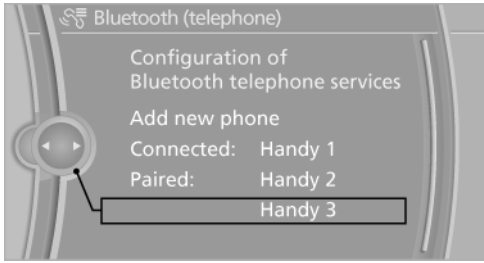 Bluetooth (telephone)
Configuration of
Bluetooth telephone services
Add new phone
Connected: Handy 1
Paired: Handy 2
Handy 3